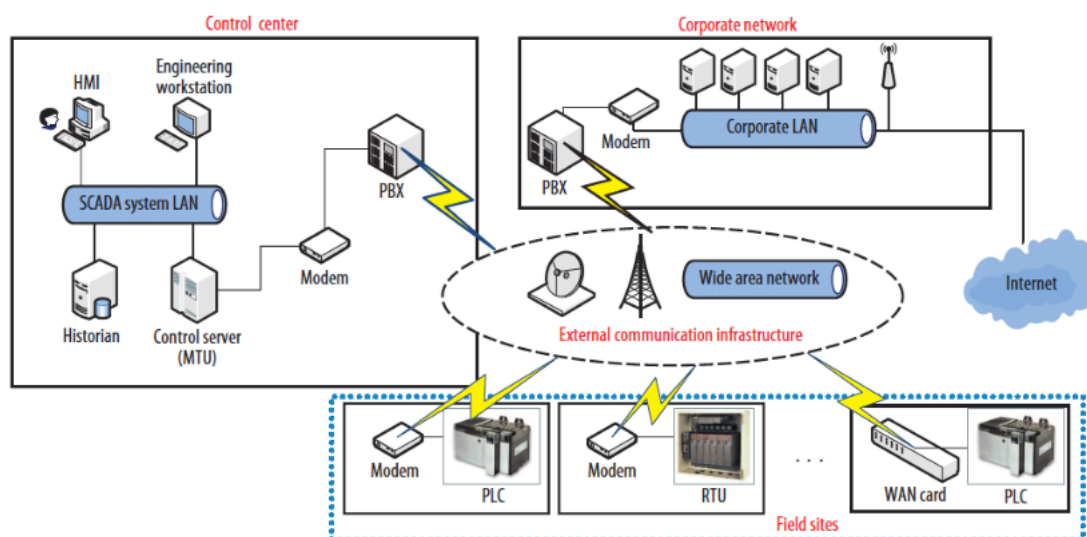 Control center
HMI
Engineering
workstation
SCADA system LAN
Historian
Control server
(MTU)
Modem
PBX
Corporate network
PBX
Modem
Corporate LAN
Internet
Wide area network
External communication infrastructure
Modem
PLC
Modem
RTU
. . .
WAN card
PLC
Field sites